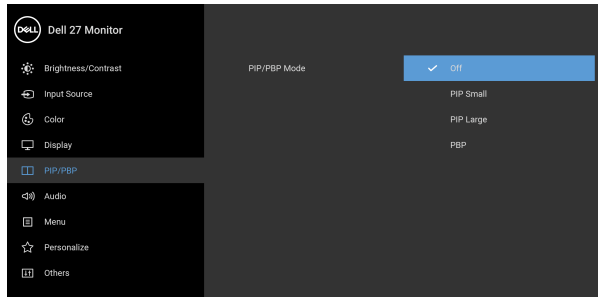 DELL Dell 27 Monitor
Brightness/Contrast PIP/PBP Mode Off
Input Source PIP Small
Color PIP Large
Display PBP
PIP/PBP
Audio
Menu
Personalize
Others